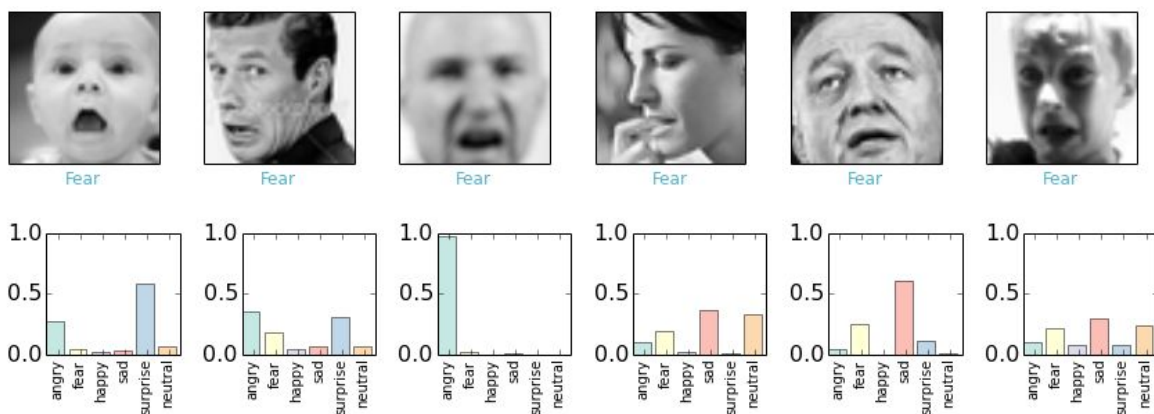 Fear Fear Fear Fear Fear Fear
1.0 1.0 1.0 1.0 1.0 1.0
0.5 0.5 0.5 0.5 0.5 0.5
0.0 0.0 0.0 0.0 0.0 0.0
angry fear happy sad surprise neutral angry fear happy sad surprise neutral angry fear happy sad surprise neutral angry fear happy sad surprise neutral angry fear happy sad surprise neutral angry fear happy sad surprise neutral